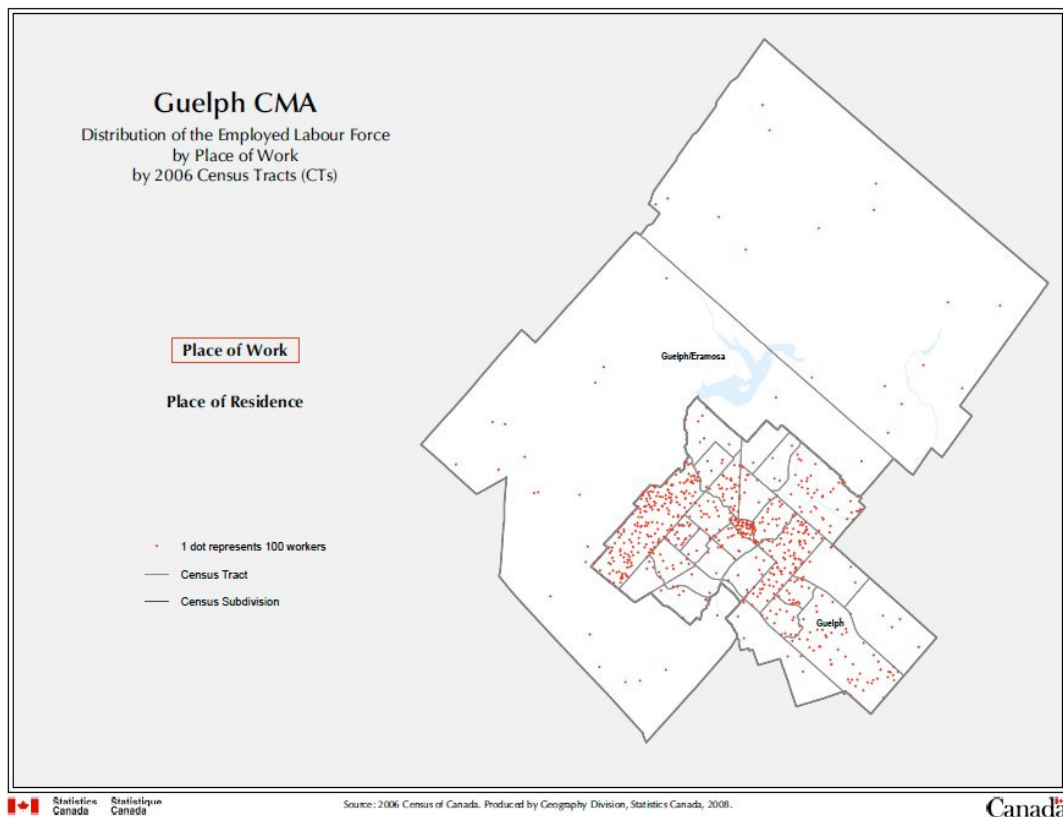 Guelph CMA
Distribution of the Employed Labour Force
by Place of Work
by 2006 Census Tracts (CTs)
Guelph/Eramosa
Place of Work
Place of Residence
1 dot represents 100 workers
Census Tract
Census Subdivision
Guelph
Statistics Canada
Statistique Canada
Source: 2006 Census of Canada. Produced by Geography Division, Statistics Canada, 2008.
Canada